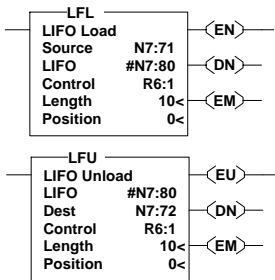 LFL
LIFO Load
Source N7:71
LIFO #N7:80
Control R6:1
Length 10<
Position 0<
EN
DN
EM
LFU
LIFO Unload
LIFO #N7:80
Dest N7:72
Control R6:1
Length 10<
Position 0<
EU
DN
EM